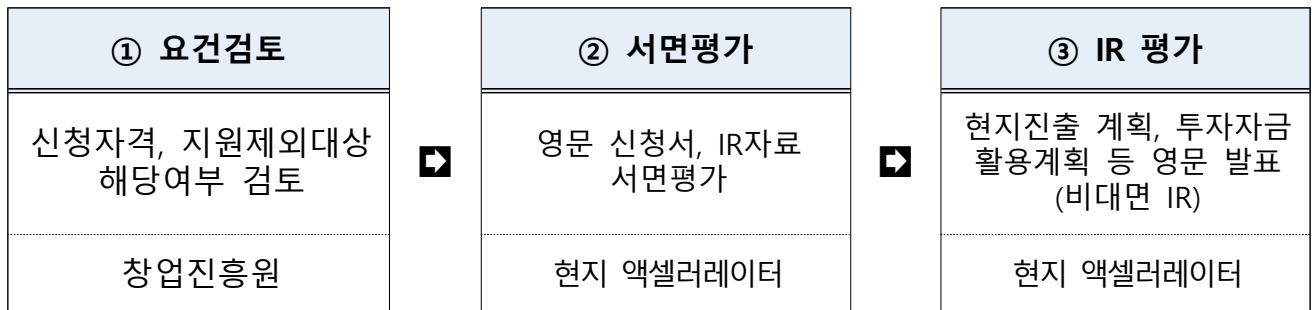 ① 요건검토
신청자격, 지원제외대상
해당여부 검토
창업진흥원
② 서면평가
영문 신청서, IR자료
서면평가
현지 액셀러레이터
③ IR 평가
현지진출 계획, 투자자금
활용계획 등 영문 발표
(비대면 IR)
현지 액셀러레이터